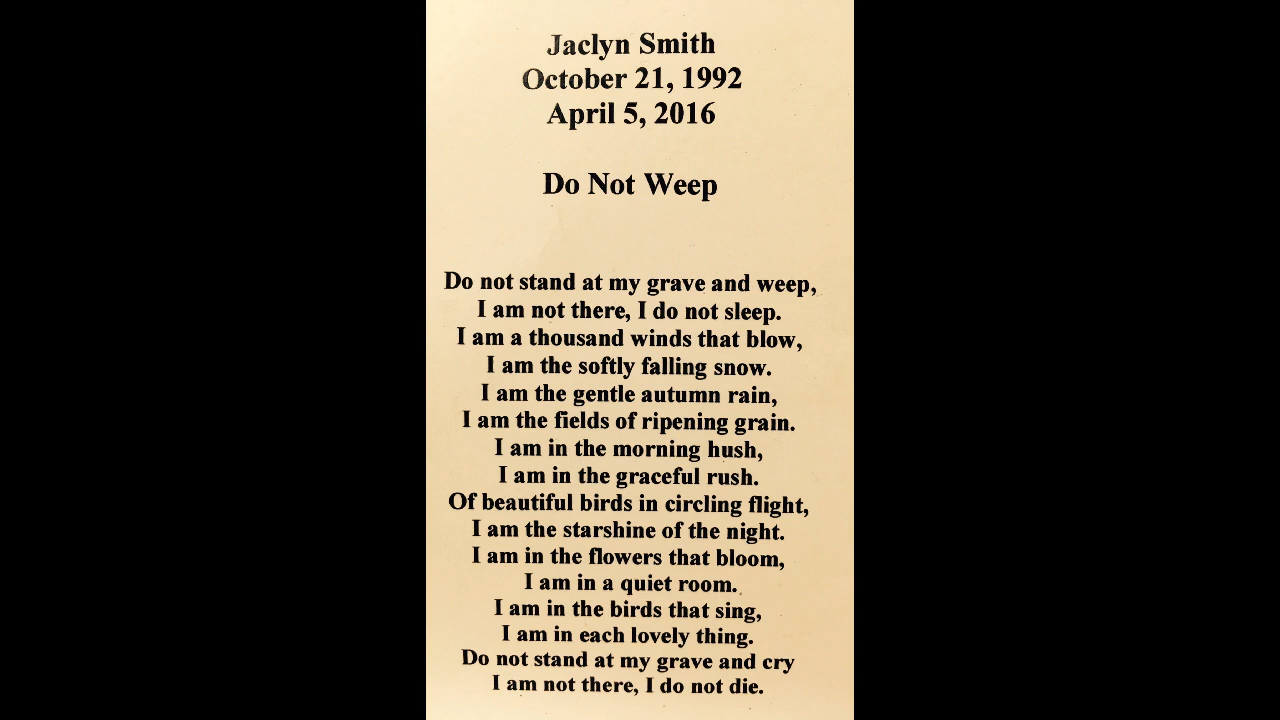 Jaclyn Smith
October 21, 1992
April 5, 2016
Do Not Weep
Do not stand at my grave and weep,
I am not there, I do not sleep.
I am a thousand winds that blow,
I am the softly falling snow.
I am the gentle autumn rain,
I am the fields of ripening grain.
I am in the morning hush,
I am in the graceful rush.
Of beautiful birds in circling flight,
I am the starshine of the night.
I am in the flowers that bloom,
I am in a quiet room.
I am in the birds that sing,
I am in each lovely thing.
Do not stand at my grave and cry
I am not there, I do not die.